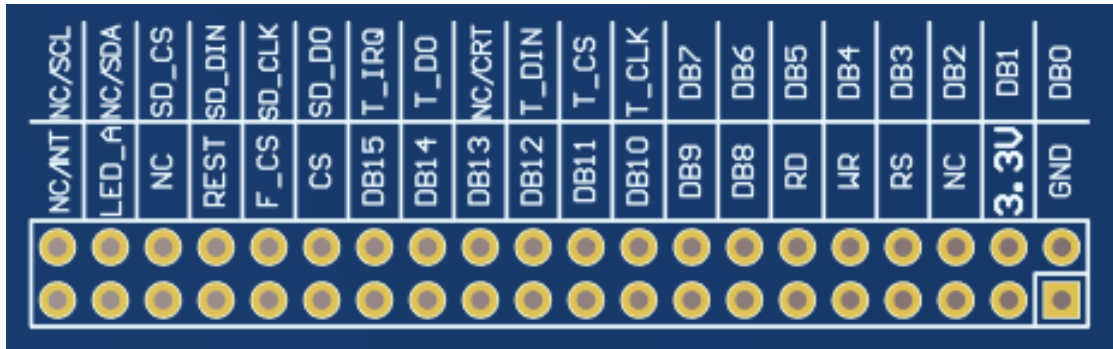 NC/SCL NC/SDA SD_CS SD_DIN SD_CLK SD_DO T_IRQ T_DO NC/CRT T_DIN T_CS T_CLK DB7 DB6 DB5 DB4 DB3 DB2 DB1 DB0
NC/INT LED_A NC REST F_CS CS DB15 DB14 DB13 DB12 DB11 DB10 DB9 DB8 RD WR RS NC 3.3V GND